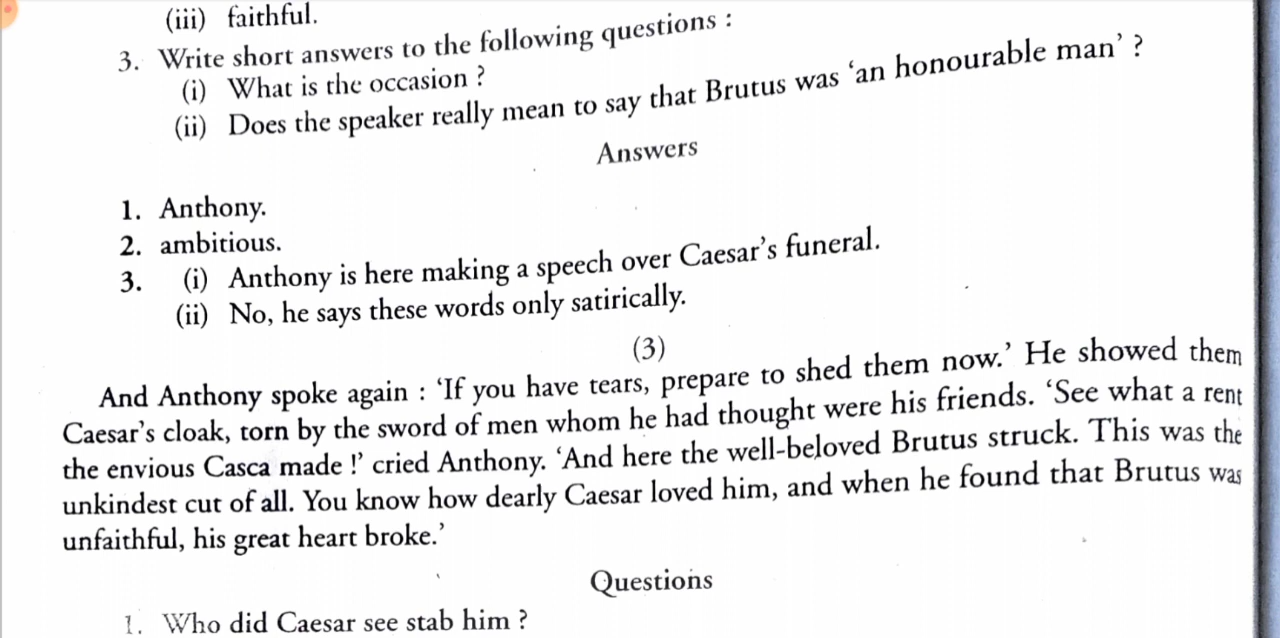 (iii) faithful.
3. Write short answers to the following questions :
(i) What is the occasion ?
(ii) Does the speaker really mean to say that Brutus was ‘an honourable man’ ?
Answers
1. Anthony.
2. ambitious.
3. (i) Anthony is here making a speech over Caesar’s funeral.
(ii) No, he says these words only satirically.
(3)
And Anthony spoke again : ‘If you have tears, prepare to shed them now.’ He showed them
Caesar’s cloak, torn by the sword of men whom he had thought were his friends. ‘See what a rent
the envious Casca made !’ cried Anthony. ‘And here the well-beloved Brutus struck. This was the
unkindest cut of all. You know how dearly Caesar loved him, and when he found that Brutus was
unfaithful, his great heart broke.’
Questions
1. Who did Caesar see stab him ?